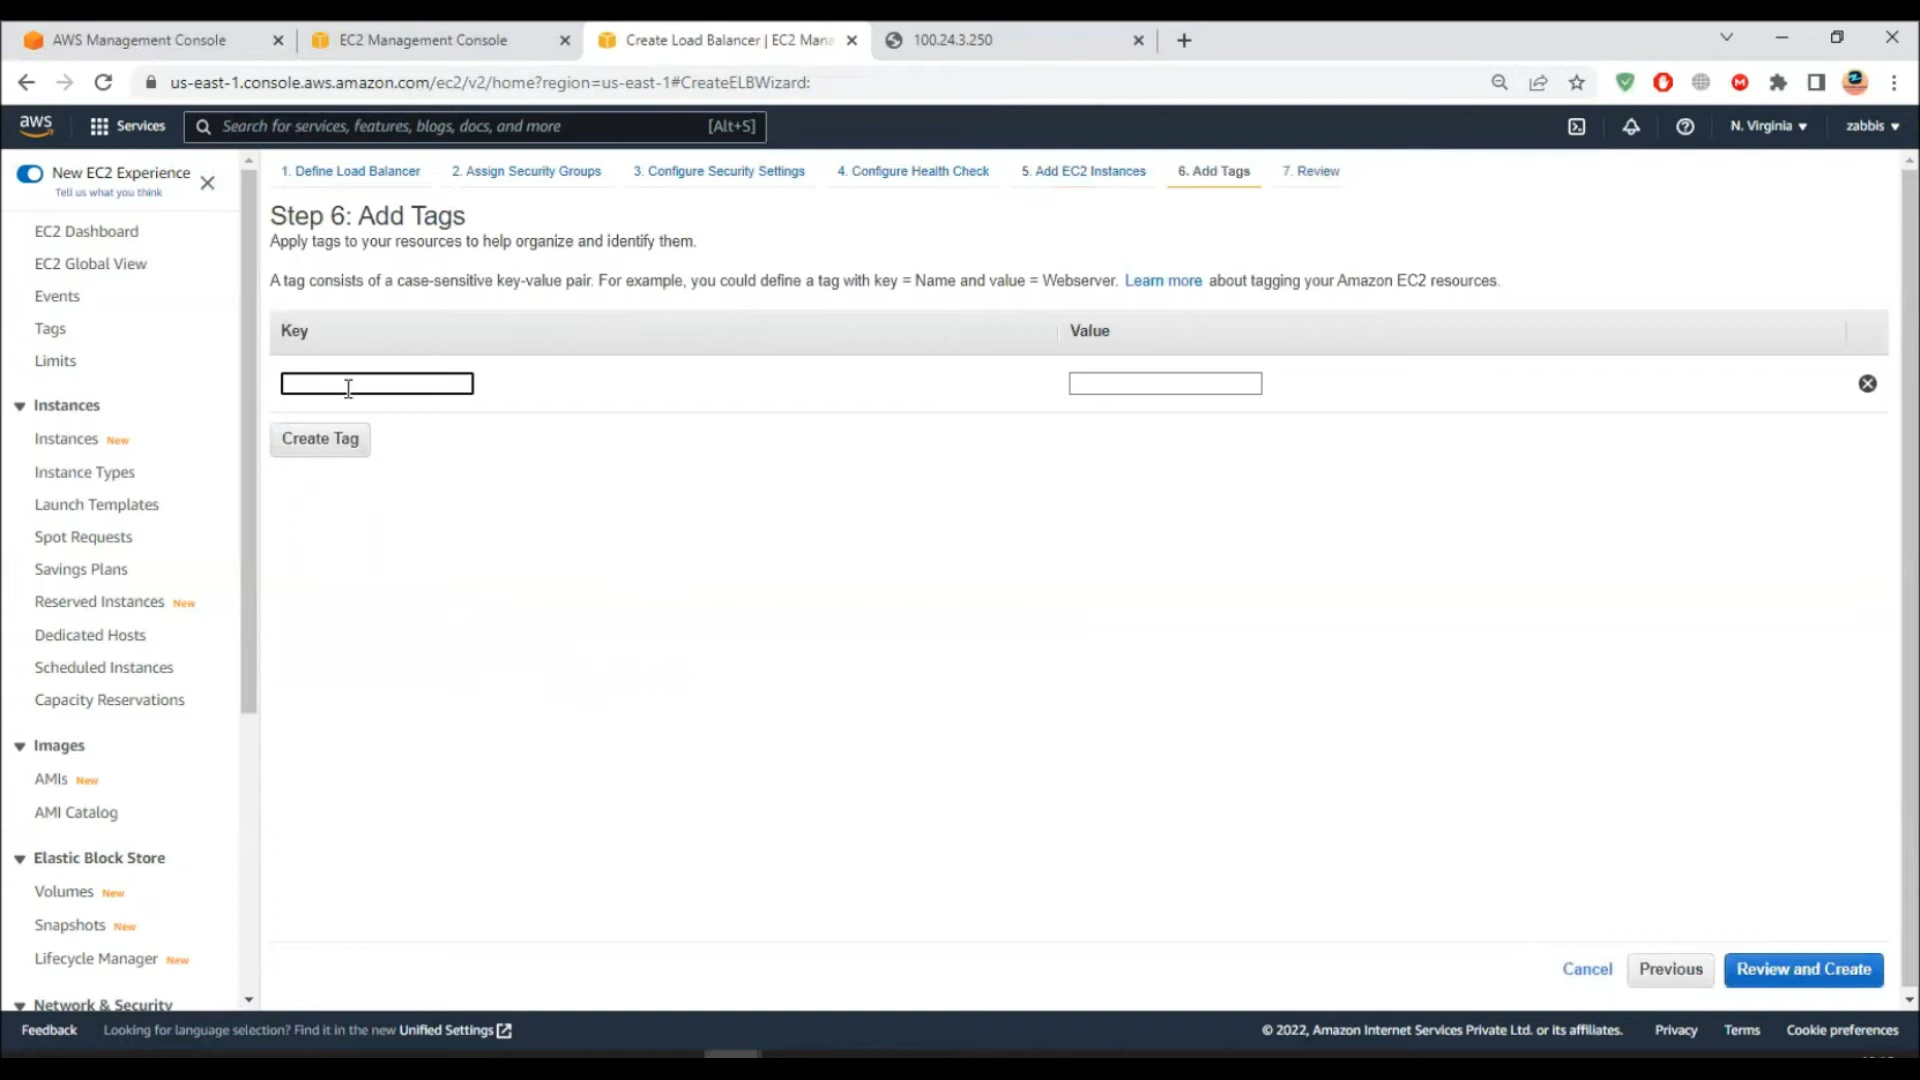 AWS Management Console
EC2 Management Console
Create Load Balancer | EC2 Mana
100.24.3.250
us-east-1.console.aws.amazon.com/ec2/v2/home?region=us-east-1#CreateELBWizard:
aws
Services
Search for services, features, blogs, docs, and more
[Alt+S]
N. Virginia
zabbis
New EC2 Experience
Tell us what you think
EC2 Dashboard
EC2 Global View
Events
Tags
Limits
Instances
Instances New
Instance Types
Launch Templates
Spot Requests
Savings Plans
Reserved Instances New
Dedicated Hosts
Scheduled Instances
Capacity Reservations
Images
AMIs New
AMI Catalog
Elastic Block Store
Volumes New
Snapshots New
Lifecycle Manager New
Network & Security
1. Define Load Balancer
2. Assign Security Groups
3. Configure Security Settings
4. Configure Health Check
5. Add EC2 Instances
6. Add Tags
7. Review
Step 6: Add Tags
Apply tags to your resources to help organize and identify them.
A tag consists of a case-sensitive key-value pair. For example, you could define a tag with key = Name and value = Webserver. Learn more about tagging your Amazon EC2 resources.
Key
Value
Create Tag
Cancel
Previous
Review and Create
Feedback
Looking for language selection? Find it in the new Unified Settings
© 2022, Amazon Internet Services Private Ltd. or its affiliates.
Privacy
Terms
Cookie preferences